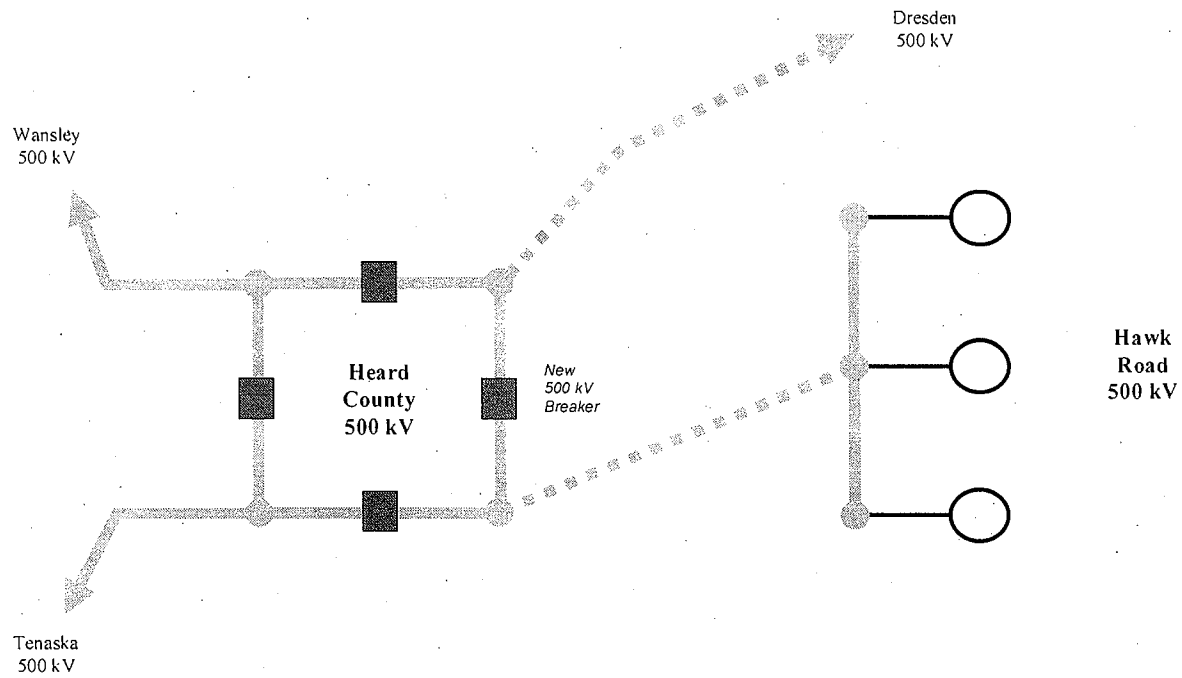 Dresden
500 kV
Wansley
500 kV
Heard
County
500 kV
New
500 kV
Breaker
Hawk
Road
500 kV
Tenaska
500 kV